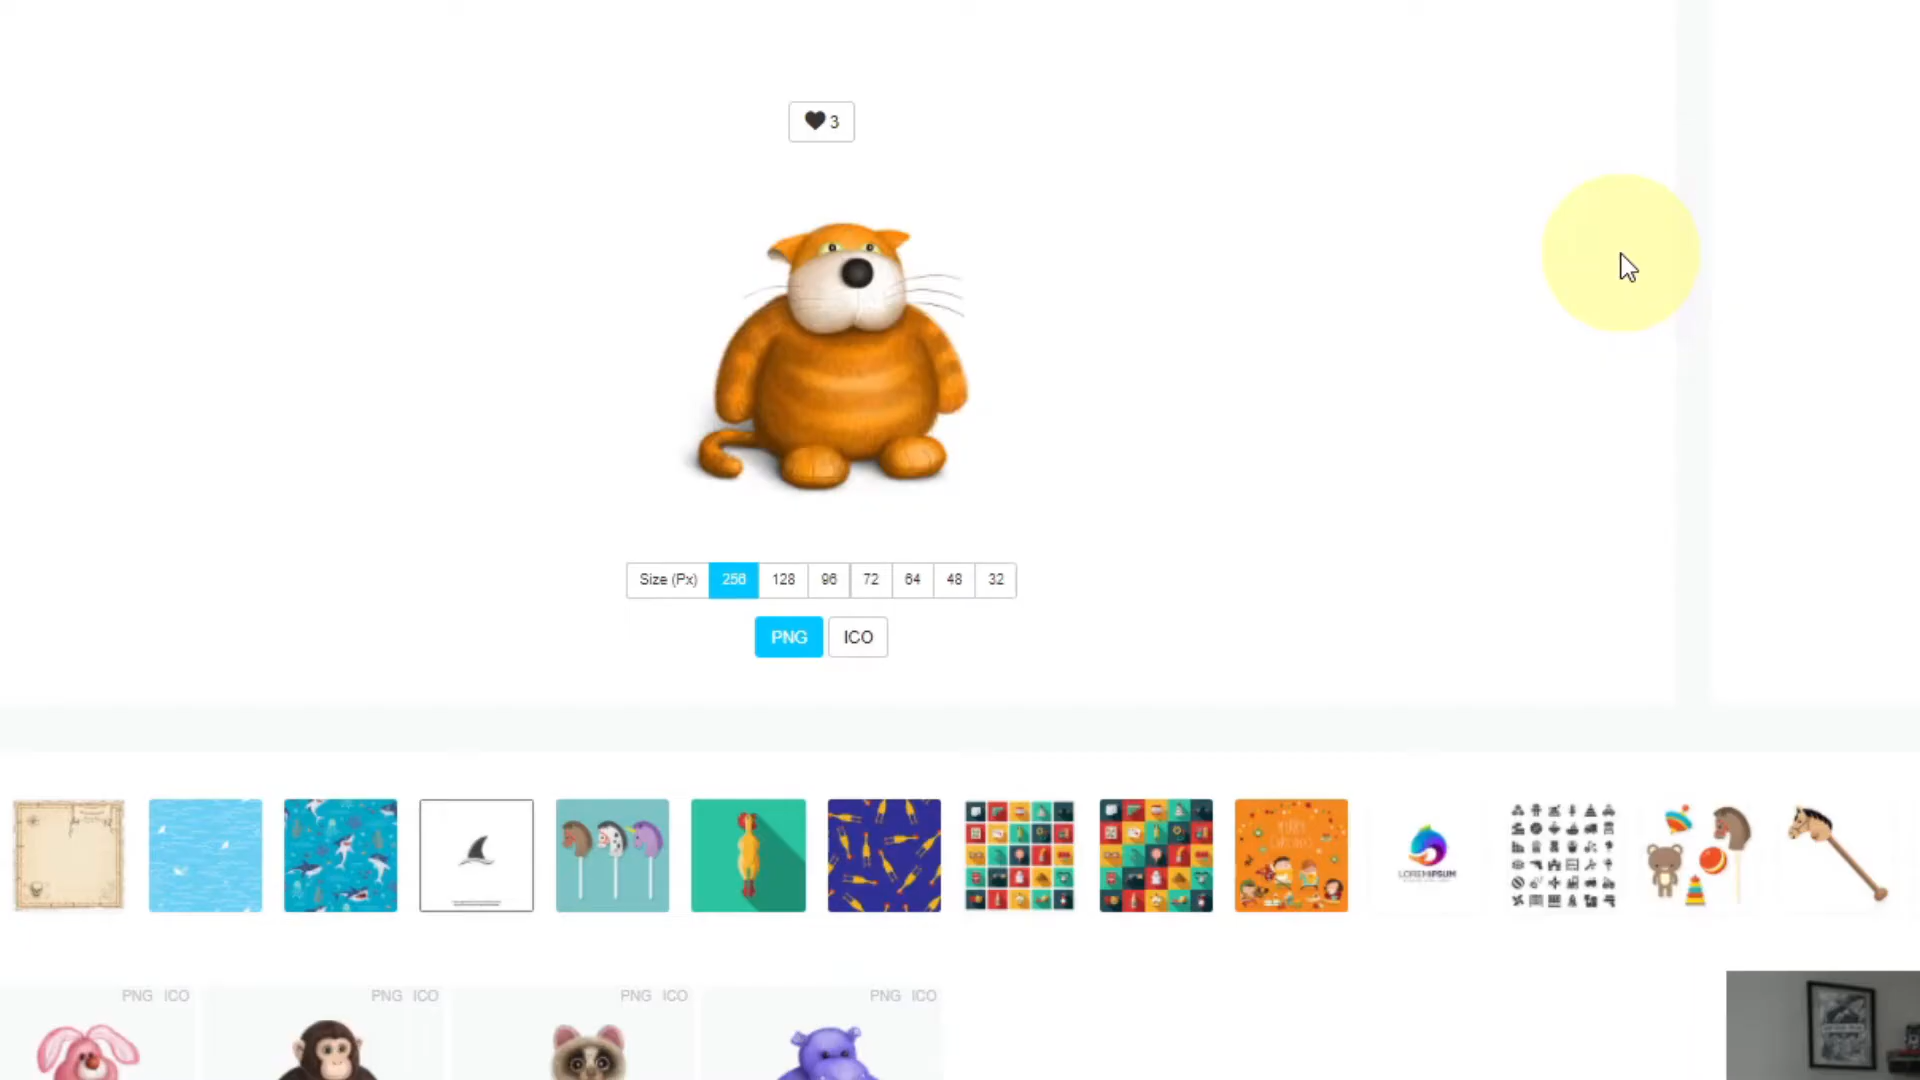 3
Size (Px) 256 128 96 72 64 48 32
PNG ICO
LOREMIPSUM
PNG ICO PNG ICO PNG ICO PNG ICO